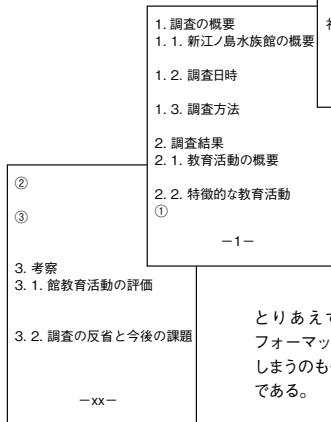 1. 調査の概要
1. 1. 新江ノ島水族館の概要
1. 2. 調査日時
1. 3. 調査方法
2. 調査結果
2. 1. 教育活動の概要
2. 2. 特徴的な教育活動
①
－1－
②
③
3. 考察
3. 1. 館教育活動の評価
3. 2. 調査の反省と今後の課題
－xx－
とりあえ
フォーマッ
しまうのも
である。